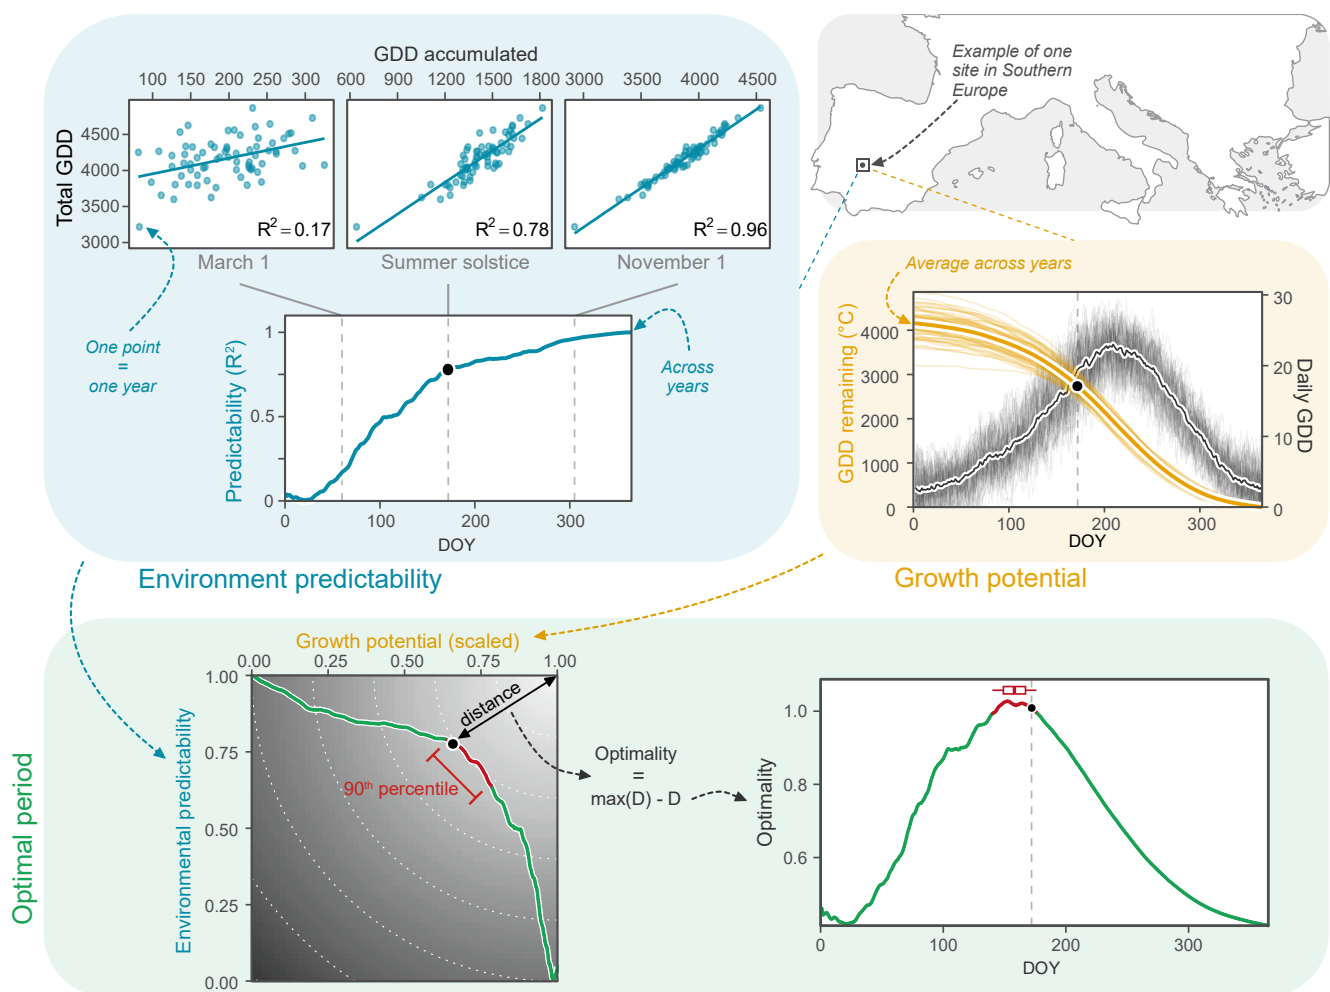 GDD accumulated
100 150 200 250 300
600 900 1200 1500 1800
3000 3500 4000 4500
Total GDD
4500
4000
3500
3000
R² = 0.17
R² = 0.78
R² = 0.96
March 1
Summer solstice
November 1
One point
=
one year
Predictability (R²)
1
0.5
0
0 100 200 300
DOY
Across
years
Environment predictability
Example of one
site in Southern
Europe
Average across years
GDD remaining (°C)
4000
3000
2000
1000
0
30
20
10
0
Daily GDD
0 100 200 300
DOY
Growth potential
Optimal period
Growth potential (scaled)
0.00 0.25 0.50 0.75 1.00
Environmental predictability
1.00
0.75
0.50
0.25
0.00
distance
90th percentile
Optimality
=
max(D) - D
Optimality
1.0
0.8
0.6
0 100 200 300
DOY